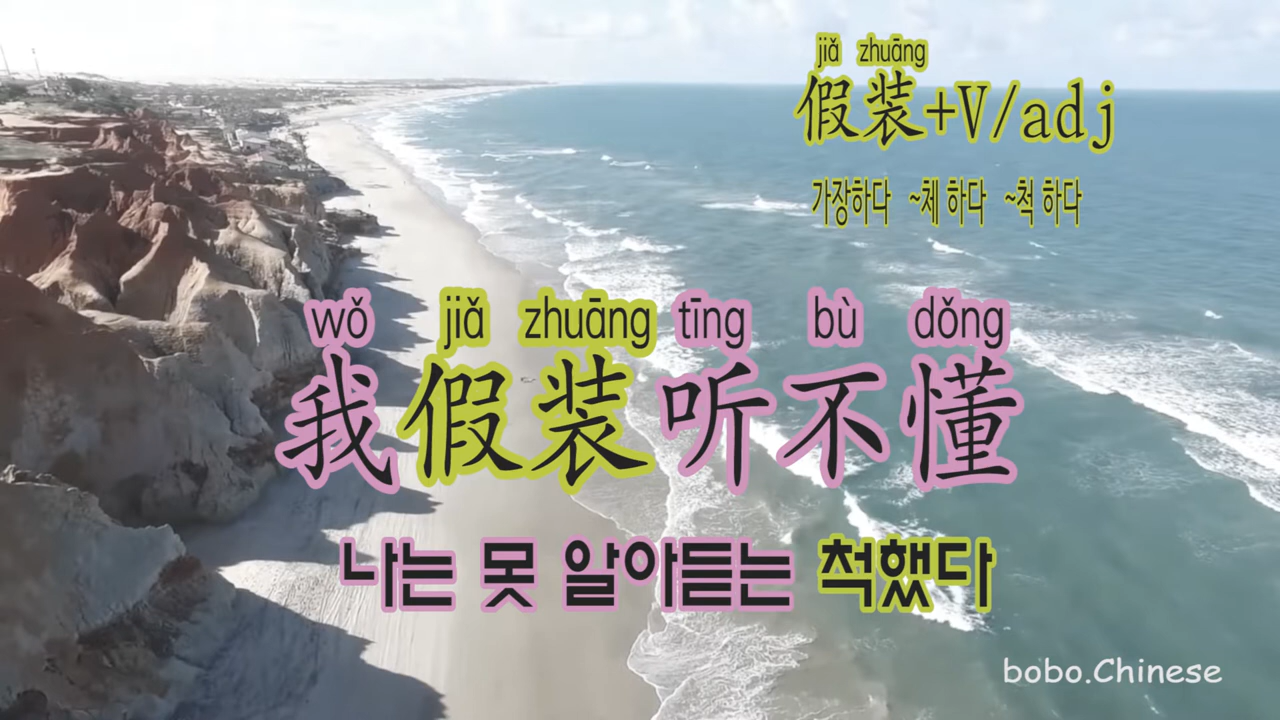 jiǎ zhuāng
假装+V/adj
가장하다 ~체 하다 ~척 하다
wǒ jiǎ zhuāng tīng bù dǒng
我假装听不懂
나는 못 알아듣는 척했다
bobo.Chinese